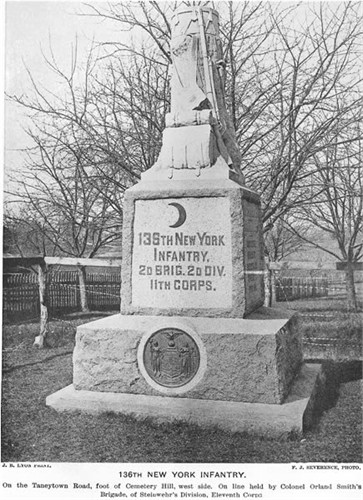 136TH NEW YORK
INFANTRY,
2D BRIG. 2D DIV.
11TH CORPS.
J. B. LYON PRINT.
F. J. SEVERENCE, PHOTO.
136TH NEW YORK INFANTRY.
On the Taneytown Road, foot of Cemetery Hill, west side. On line held by Colonel Orland Smith's
Brigade, of Steinwehr's Division, Eleventh Corps.